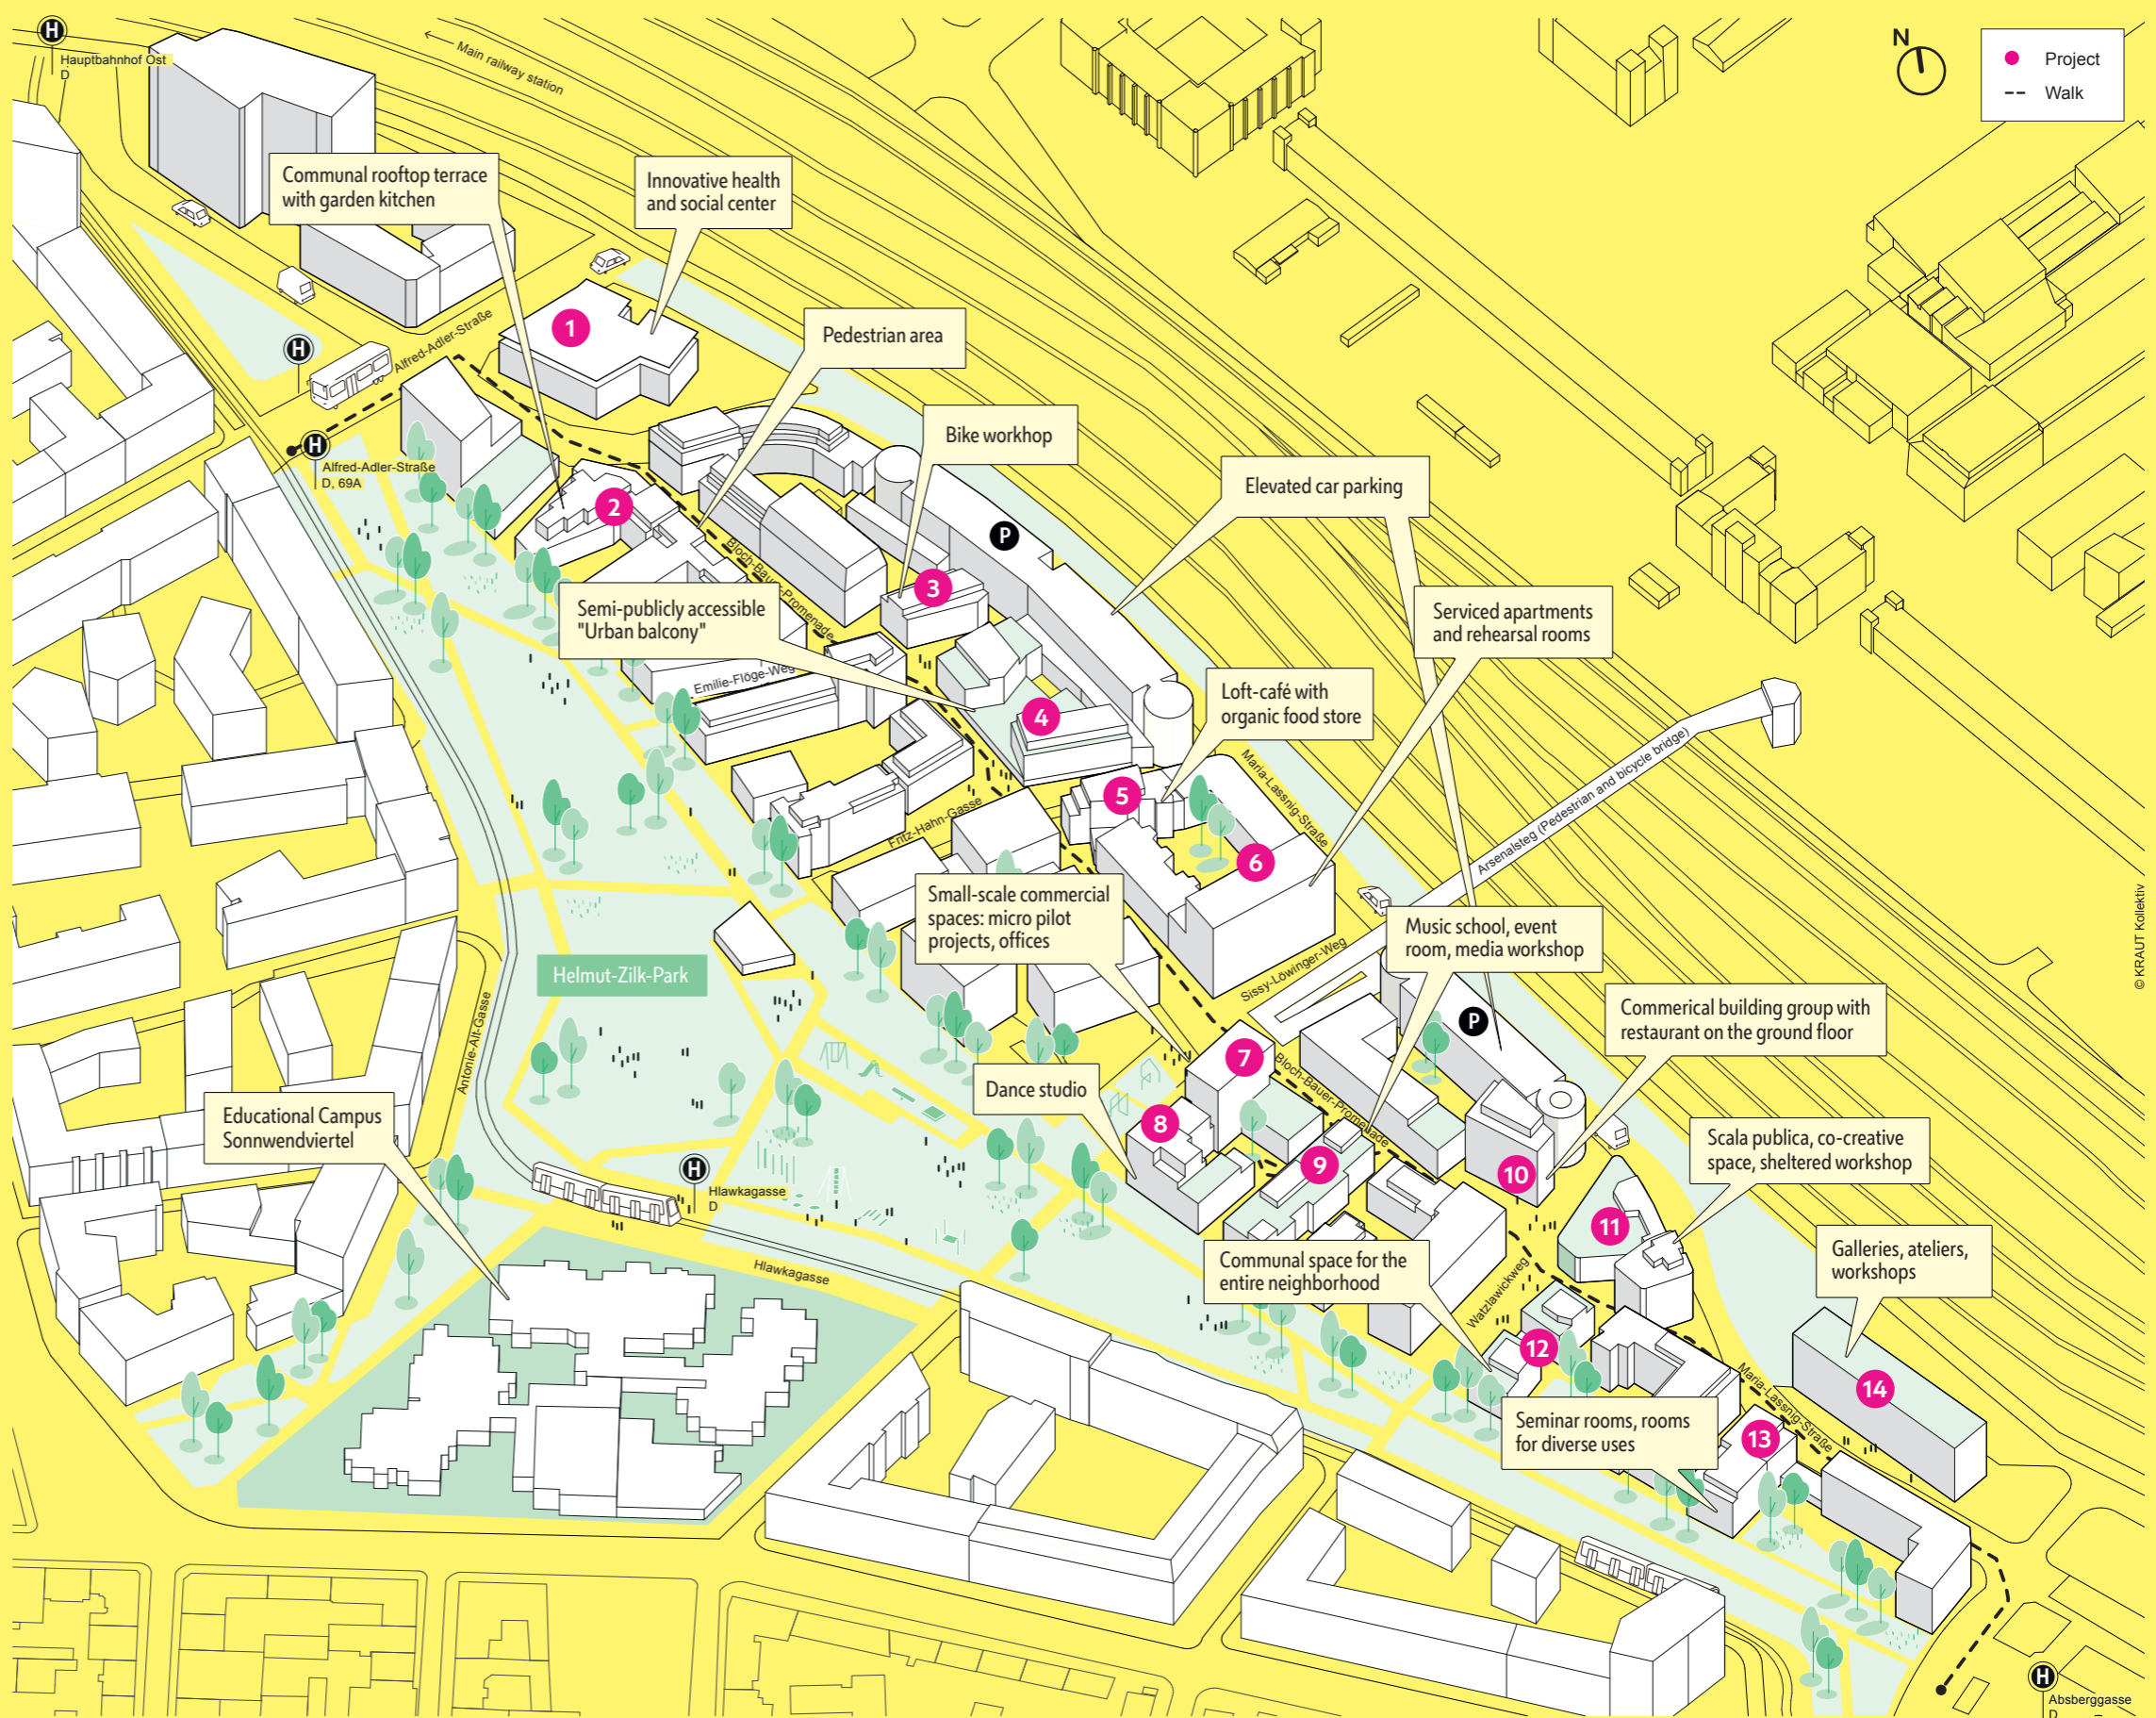 H
Hauptbahnhof Ost
D
Main railway station
N
Project
Walk
Communal rooftop terrace
with garden kitchen
Innovative health
and social center
1
Pedestrian area
H
Alfred-Adler-Straße
H
Alfred-Adler-Straße
D, 69A
Bike workhop
Elevated car parking
2
P
Bloch-Bauer-Promenade
3
Semi-publicly accessible
"Urban balcony"
Serviced apartments
and rehearsal rooms
Emilie-Flöge-Weg
4
Loft-café with
organic food store
Maria-Lassnig-Straße
Arsenalsteg (Pedestrian and bicycle bridge)
5
Fritz-Hahn-Gasse
6
Small-scale commercial
spaces: micro pilot
projects, offices
Music school, event
room, media workshop
© KRAUT Kollektiv
Helmut-Zilk-Park
Sissy-Löwinger-Weg
Commerical building group with
restaurant on the ground floor
P
Antonie-Alt-Gasse
7
Bloch-Bauer-Promenade
Dance studio
Educational Campus
Sonnwendviertel
8
Scala publica, co-creative
space, sheltered workshop
9
10
H
Hlawkagasse
D
11
Galleries, ateliers,
workshops
Communal space for the
entire neighborhood
Hlawkagasse
Watzlawickweg
12
Maria-Lassnig-Straße
14
Seminar rooms, rooms
for diverse uses
13
H
Absberggasse
D